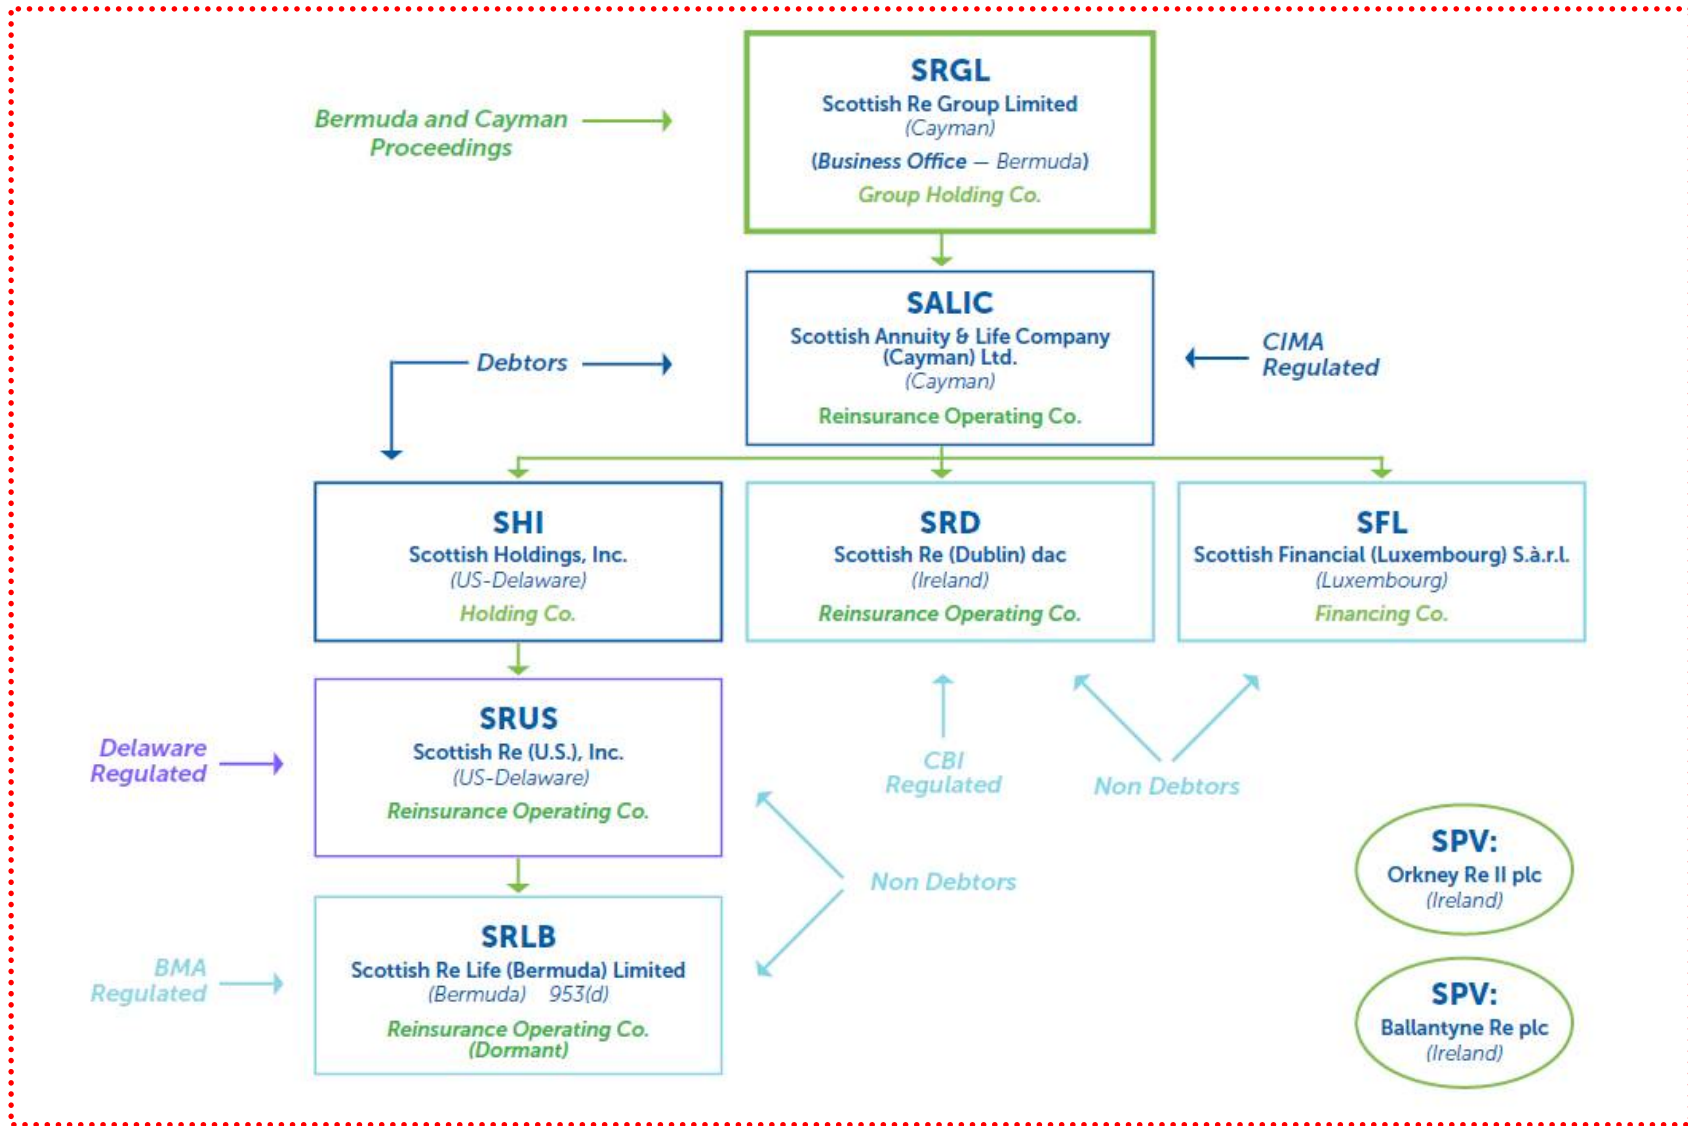 SRGL
Scottish Re Group Limited
(Cayman)
(Business Office — Bermuda)
Group Holding Co.
Bermuda and Cayman
Proceedings
SALIC
Scottish Annuity & Life Company
(Cayman) Ltd.
(Cayman)
Reinsurance Operating Co.
Debtors
CIMA
Regulated
SHI
Scottish Holdings, Inc.
(US-Delaware)
Holding Co.
SRD
Scottish Re (Dublin) dac
(Ireland)
Reinsurance Operating Co.
SFL
Scottish Financial (Luxembourg) S.à.r.l.
(Luxembourg)
Financing Co.
SRUS
Scottish Re (U.S.), Inc.
(US-Delaware)
Reinsurance Operating Co.
Delaware
Regulated
CBI
Regulated
Non Debtors
Non Debtors
SRLB
Scottish Re Life (Bermuda) Limited
(Bermuda) 953(d)
Reinsurance Operating Co.
(Dormant)
BMA
Regulated
SPV:
Orkney Re II plc
(Ireland)
SPV:
Ballantyne Re plc
(Ireland)